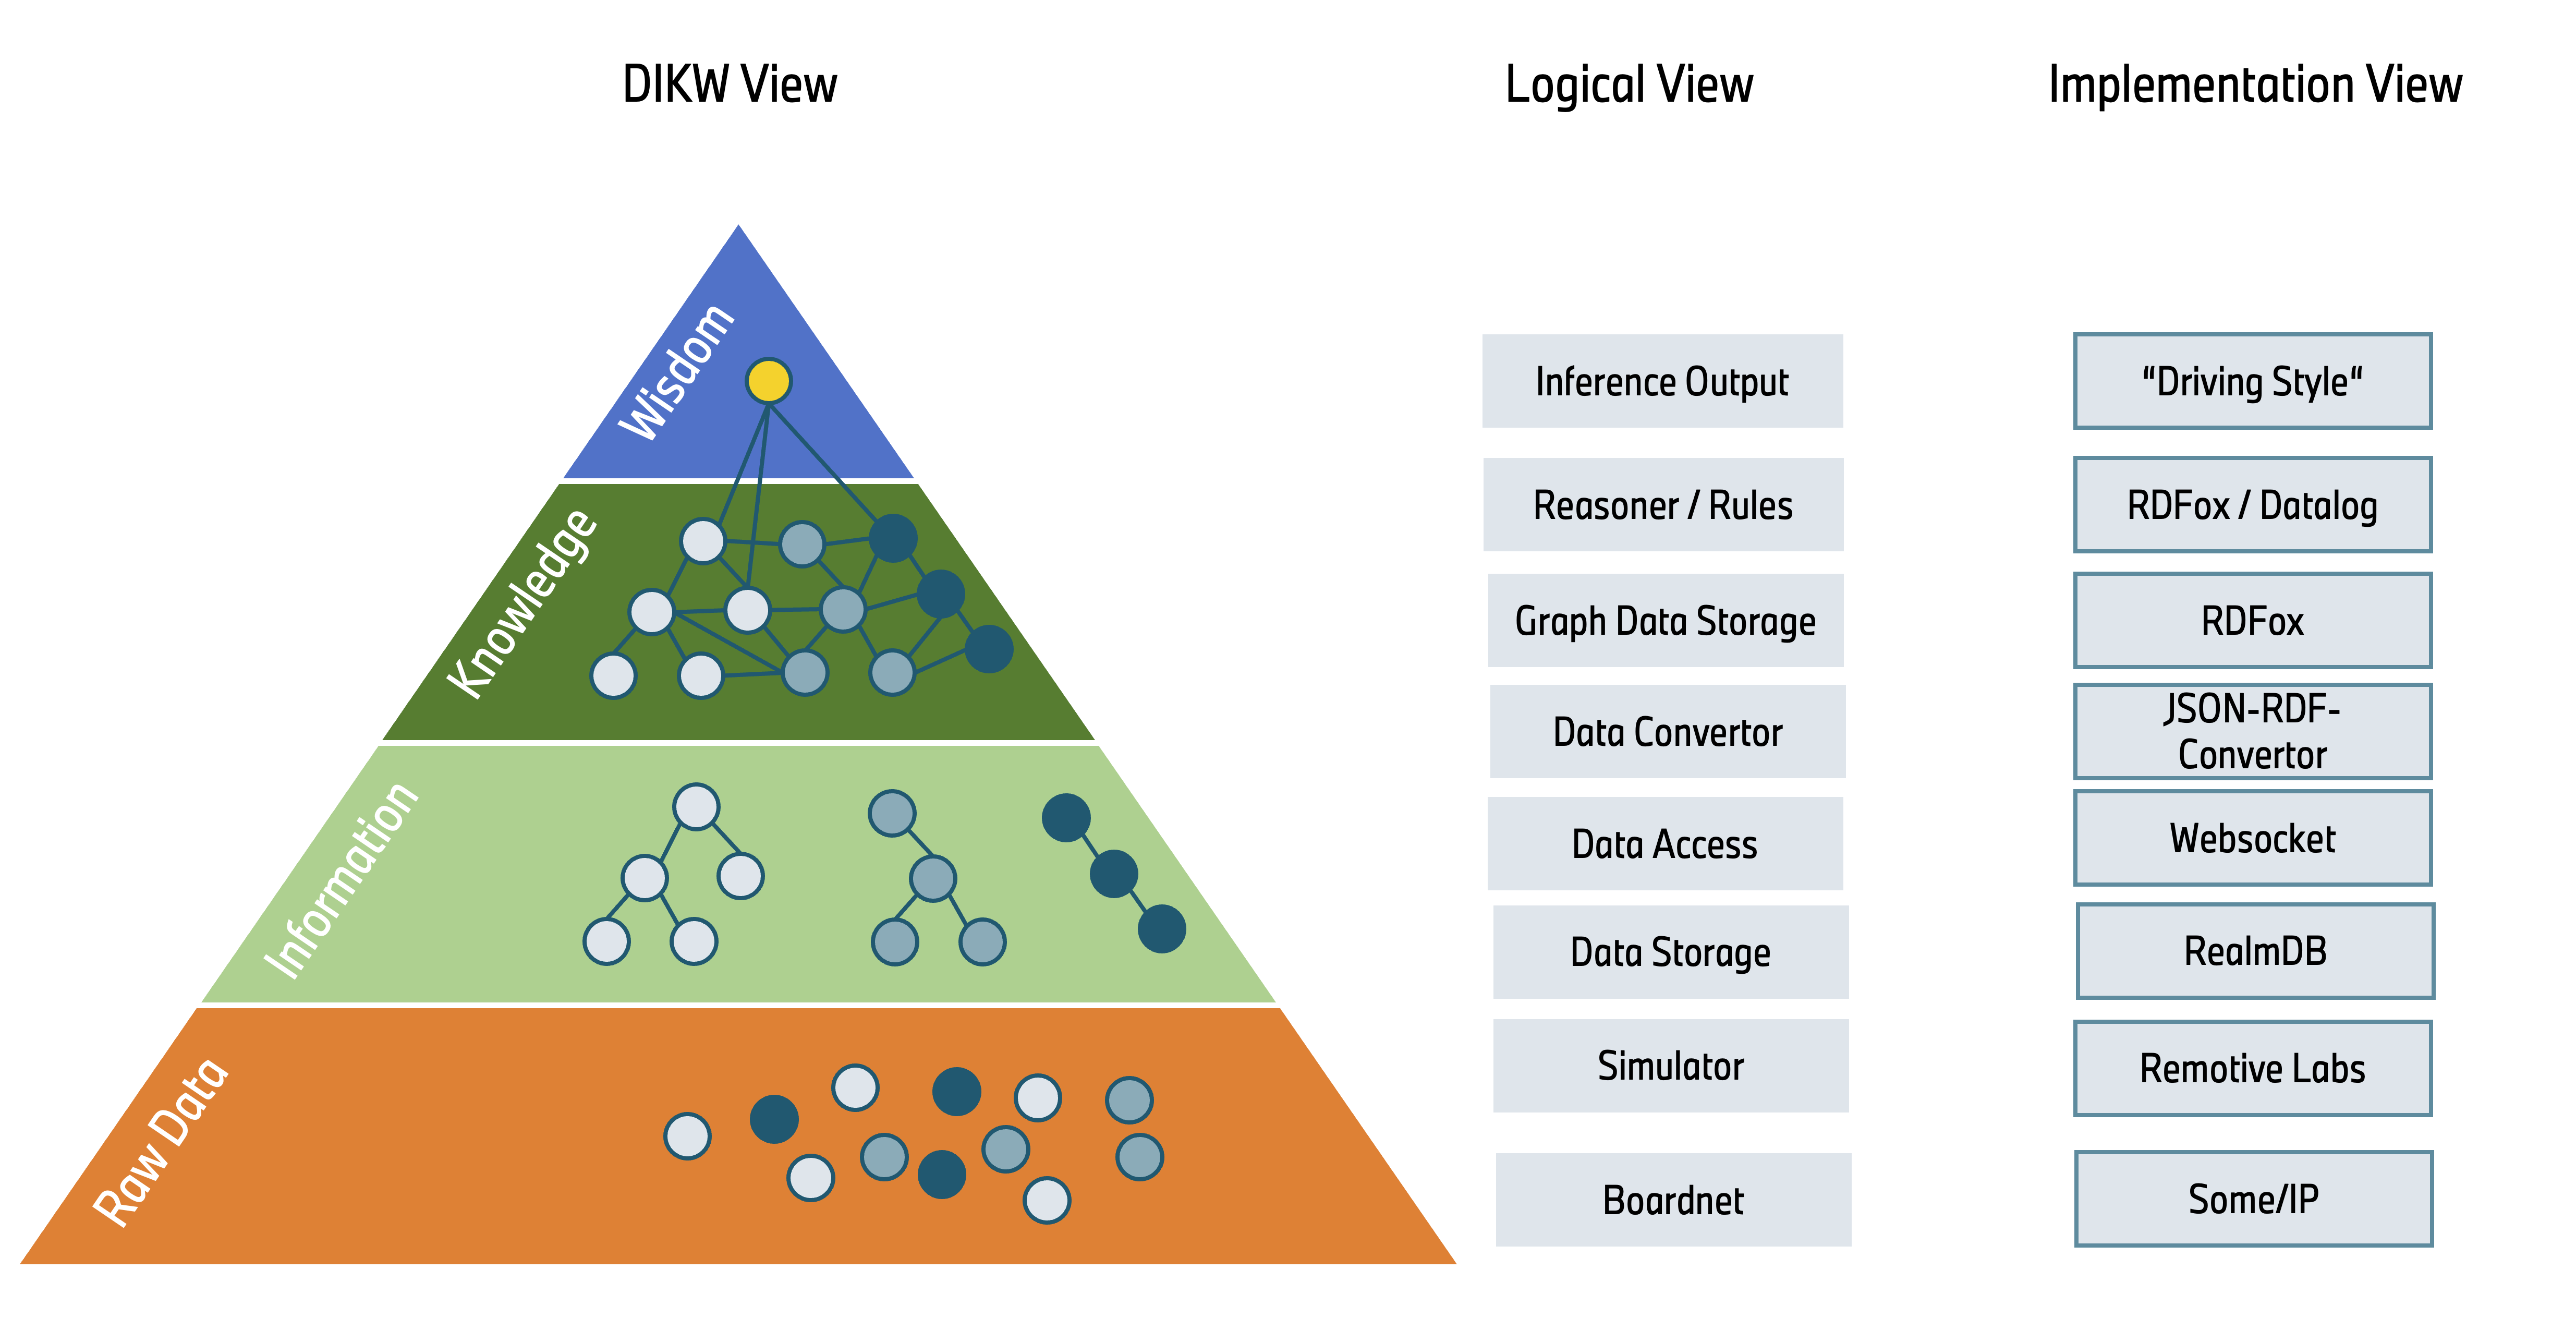 DIKW View
Logical View
Implementation View
Wisdom
Knowledge
Information
Raw Data
Inference Output
Reasoner / Rules
Graph Data Storage
Data Convertor
Data Access
Data Storage
Simulator
Boardnet
“Driving Style“
RDFox / Datalog
RDFox
JSON-RDF-
Convertor
Websocket
RealmDB
Remotive Labs
Some/IP